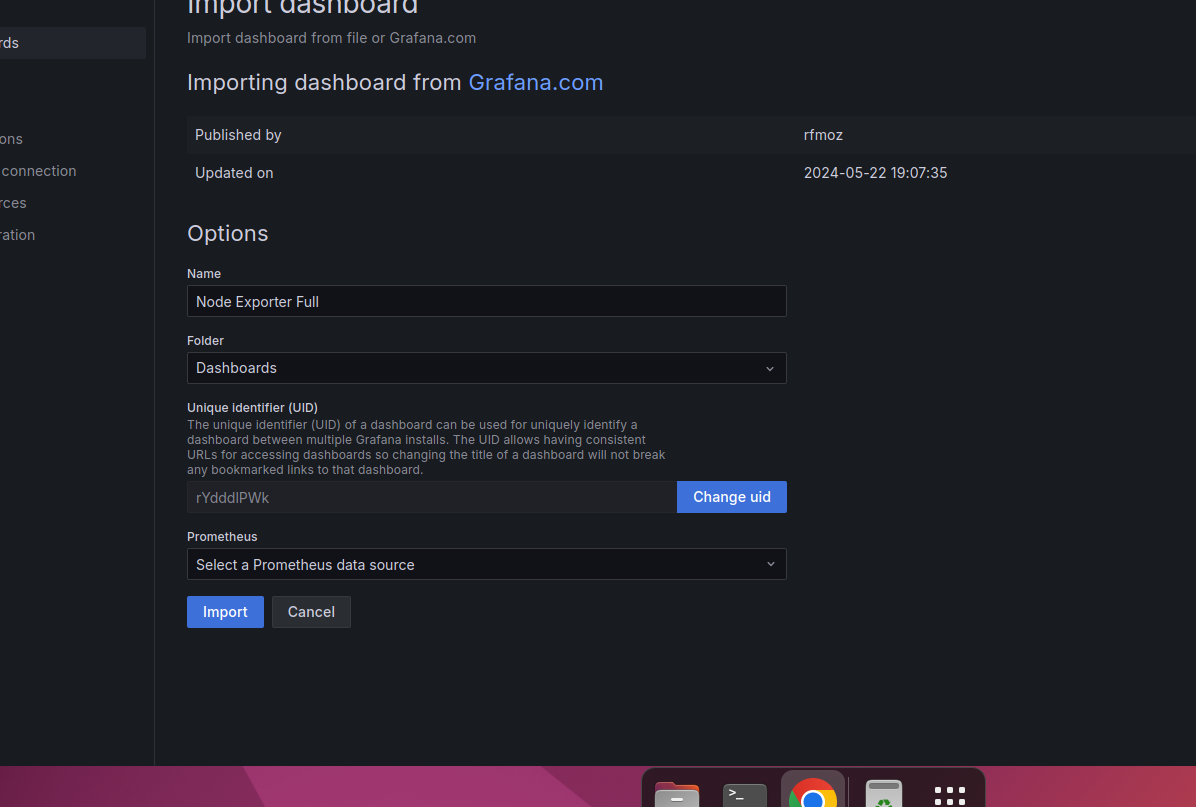 Import dashboard
rds
Import dashboard from file or Grafana.com
Importing dashboard from Grafana.com
Published by rfmoz
ons
connection
Updated on 2024-05-22 19:07:35
rces
ration
Options
Name
Node Exporter Full
Folder
Dashboards
Unique identifier (UID)
The unique identifier (UID) of a dashboard can be used for uniquely identify a
dashboard between multiple Grafana installs. The UID allows having consistent
URLs for accessing dashboards so changing the title of a dashboard will not break
any bookmarked links to that dashboard.
rYdddlPWk Change uid
Prometheus
Select a Prometheus data source
Import Cancel
>_